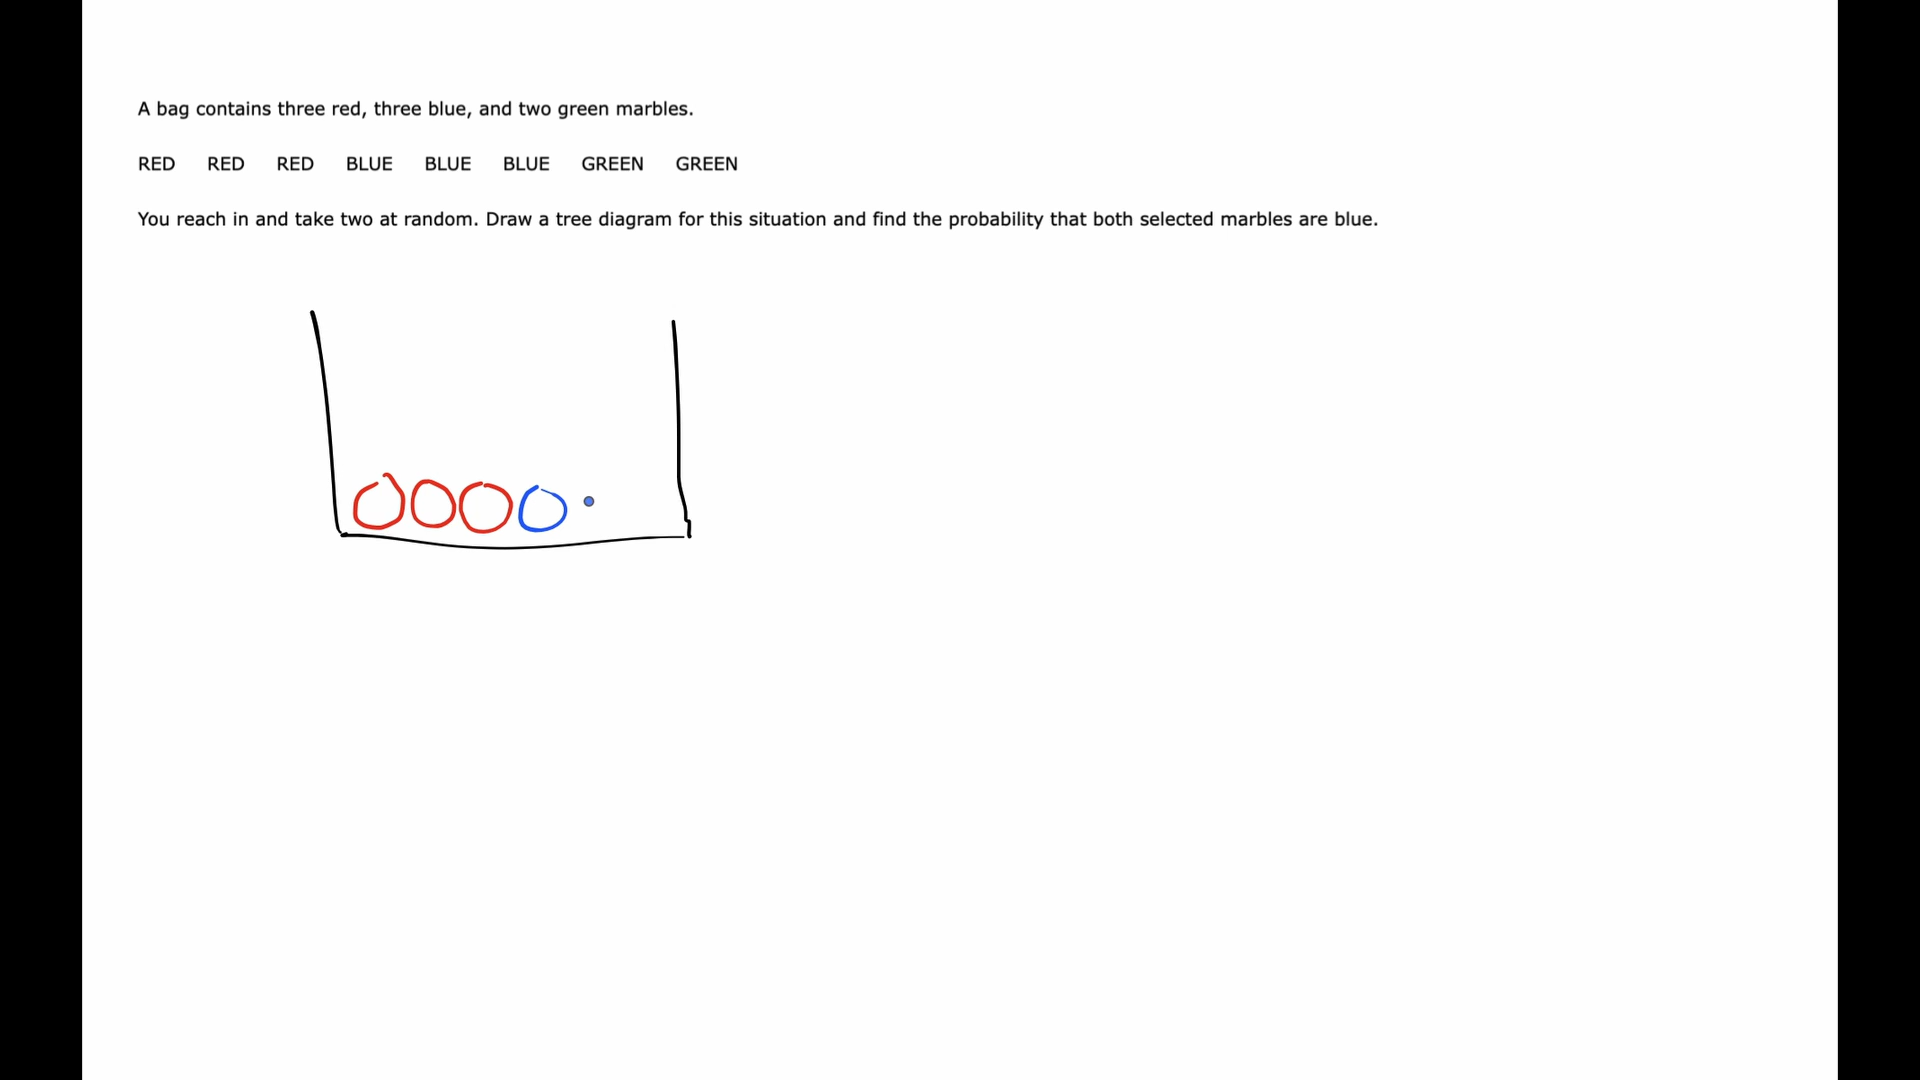 A bag contains three red, three blue, and two green marbles.
RED RED RED BLUE BLUE BLUE GREEN GREEN
You reach in and take two at random. Draw a tree diagram for this situation and find the probability that both selected marbles are blue.